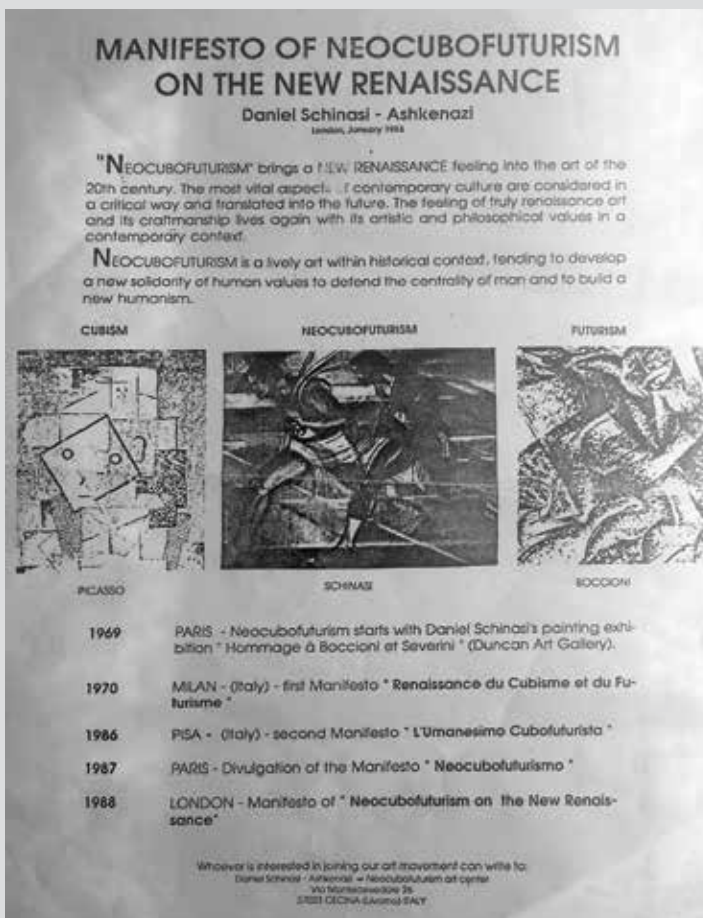 MANIFESTO OF NEOCUBOFUTURISM
ON THE NEW RENAISSANCE
Daniel Schinasi - Ashkenazi
London, January
"NEOCUBOFUTURISM" brings a NEW RENAISSANCE feeling into the art of the
20th century. The most vital contemporary culture are considered in
a critical way and translated into the future. The feeling of truly renaissance art
and its craftmanship lives again with its artistic and philosophical values in a
contemporary context.
NEOCUBOFUTURISM is a lively art within historical context, tending to develop
a new solidarity of human values to defend the centrality of man and to build a
new humanism.
CUBISM NEOCUBOFUTURISM FUTURISM
PICASSO SCHINASI BOCCIONI
1969 PARIS - Neocubofuturism starts with Daniel Schinasi's painting exhi-
bition " Hommage à Boccioni et Severini " (Duncan Art Gallery).
1970 MILAN - (Italy) - first Manifesto " Renaissance du Cubisme et du Fu-
turisme "
1986 PISA - (Italy) - second Manifesto " L'Umanesimo Cubofuturista "
1987 PARIS - Divulgation of the Manifesto " Neocubofuturismo "
1988 LONDON - Manifesto of " Neocubofuturism on the New Renais-
sance"
Whoever is interested in joining our art movement can write to:
Daniel Schinasi - Ashkenazi - Neocubofuturism art center
Via 26
CECINA (Livorno) ITALY